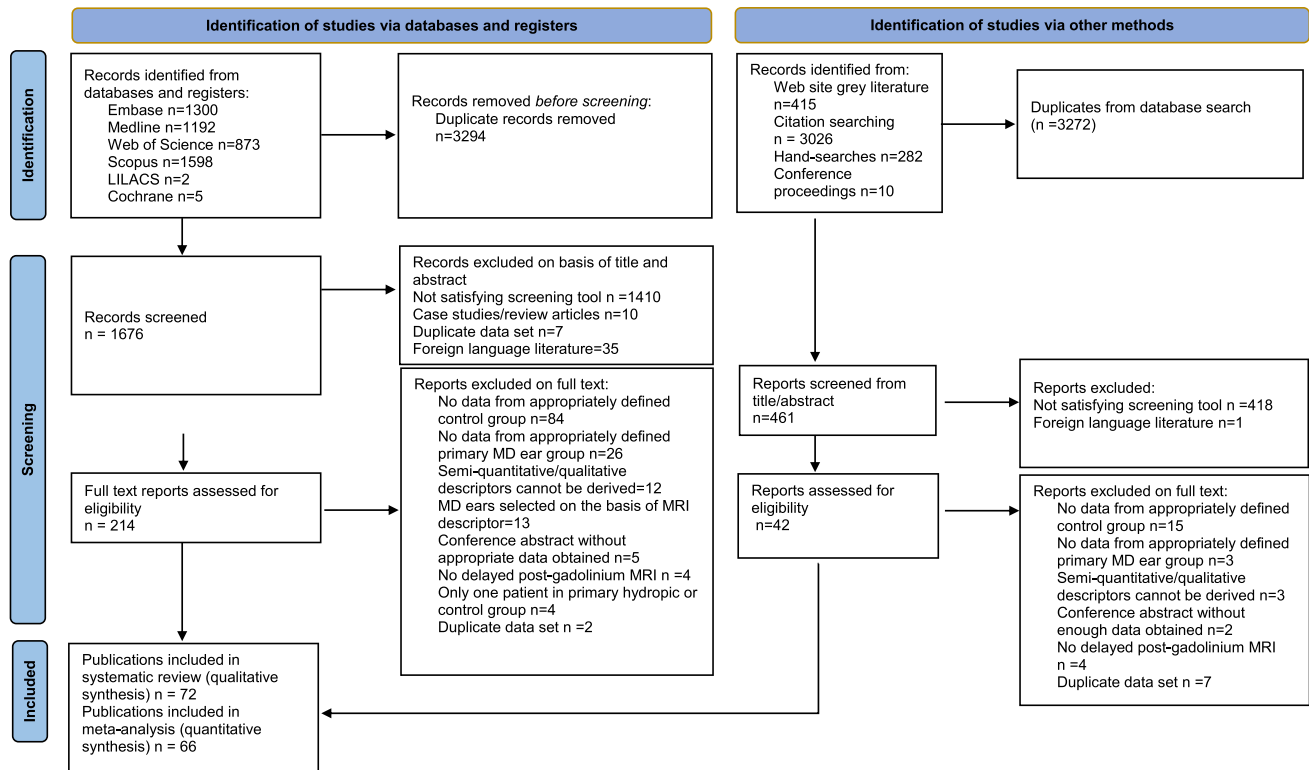 Identification of studies via databases and registers
Identification of studies via other methods
Identification
Records identified from
databases and registers:
Embase n=1300
Medline n=1192
Web of Science n=873
Scopus n=1598
LILACS n=2
Cochrane n=5
Records removed before screening:
Duplicate records removed
n=3294
Records identified from:
Web site grey literature
n=415
Citation searching
n = 3026
Hand-searches n=282
Conference
proceedings n=10
Duplicates from database search
(n =3272)
Screening
Records screened
n = 1676
Records excluded on basis of title and
abstract
Not satisfying screening tool n =1410
Case studies/review articles n=10
Duplicate data set n=7
Foreign language literature=35
Reports screened from
title/abstract
n=461
Reports excluded:
Not satisfying screening tool n =418
Foreign language literature n=1
Full text reports assessed for
eligibility
n = 214
Reports excluded on full text:
No data from appropriately defined
control group n=84
No data from appropriately defined
primary MD ear group n=26
Semi-quantitative/qualitative
descriptors cannot be derived=12
MD ears selected on the basis of MRI
descriptor=13
Conference abstract without
appropriate data obtained n=5
No delayed post-gadolinium MRI n =4
Only one patient in primary hydropic or
control group n=4
Duplicate data set n =2
Reports assessed for
eligibility
n=42
Reports excluded on full text:
No data from appropriately defined
control group n=15
No data from appropriately defined
primary MD ear group n=3
Semi-quantitative/qualitative
descriptors cannot be derived n=3
Conference abstract without
enough data obtained n=2
No delayed post-gadolinium MRI
n =4
Duplicate data set n =7
Included
Publications included in
systematic review (qualitative
synthesis) n = 72
Publications included in
meta-analysis (quantitative
synthesis) n = 66